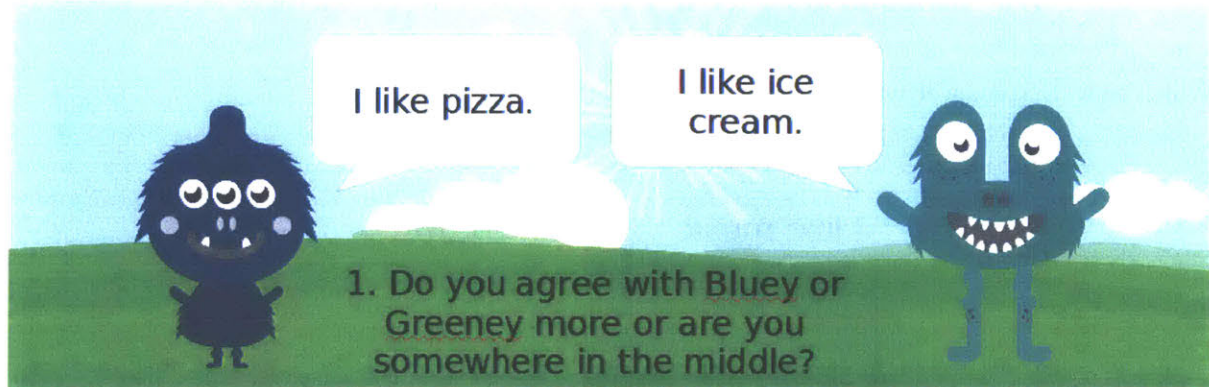 I like pizza.
I like ice
cream.
1. Do you agree with Bluey or
Greeney more or are you
somewhere in the middle?